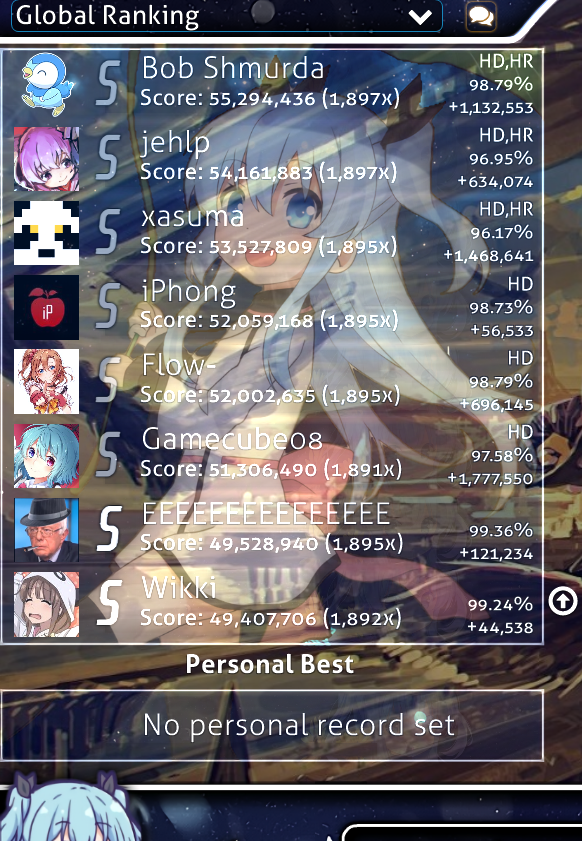 Global Ranking
S Bob Shmurda HD,HR
Score: 55,294,436 (1,897x) 98.79%
+1,132,553
S jehlp HD,HR
Score: 54,161,883 (1,897x) 96.95%
+634,074
S xasuma HD,HR
Score: 53,527,809 (1,895x) 96.17%
+1,468,641
iP S iPhong HD
Score: 52,059,168 (1,895x) 98.73%
+56,533
S Flow- HD
Score: 52,002,635 (1,895x) 98.79%
+696,145
S Gamecube08 HD
Score: 51,306,490 (1,891x) 97.58%
+1,777,550
S EEEEEEEEEEEEEEE
Score: 49,528,940 (1,895x) 99.36%
+121,234
S Wikki
Score: 49,407,706 (1,892x) 99.24%
+44,538
Personal Best
No personal record set